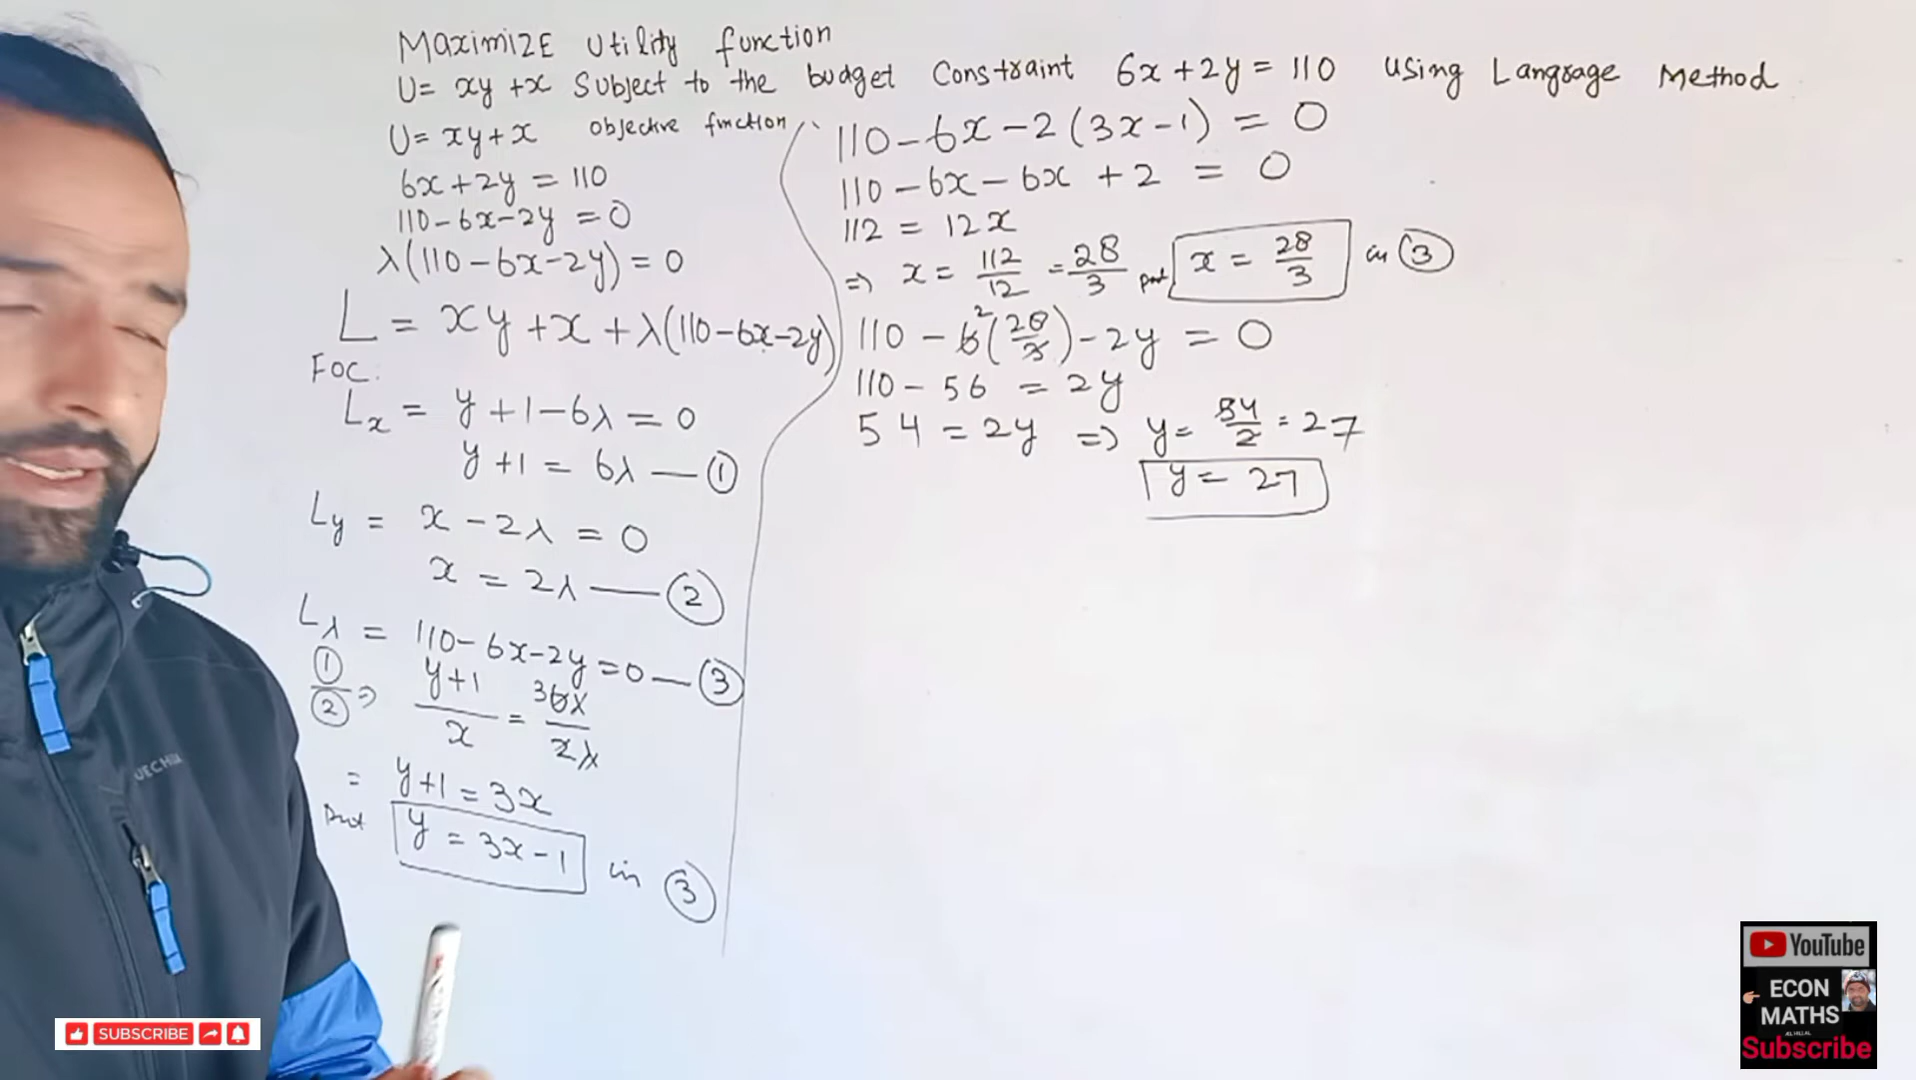 MaximiZE Utility function
U= xy +x Subject to the budget Constraint 6x+2y = 110 Using Langrage Method
U= xy+x objective function
6x+2y = 110
110-6x-2y = 0
λ(110-6x-2y) = 0
L = xy+x+λ(110-6x-2y)
FOC.
Lx = y+1-6λ = 0
y+1 = 6λ — ①
Ly = x-2λ = 0
x = 2λ — ②
Lλ = 110-6x-2y=0 — ③
①/② ⇒ y+1/x = 3 6λ/2λ
= y+1 = 3x
Put y = 3x-1 in ③
110-6x-2(3x-1) = 0
110-6x-6x+2 = 0
112 = 12x
⇒ x = 112/12 = 28/3 put x = 28/3 in ③
110-6²(28/3)-2y = 0
110-56 = 2y
54 = 2y ⇒ y= 54/2 = 27
y = 27
UECHUA
SUBSCRIBE
YouTube
ECON
MATHS
Subscribe